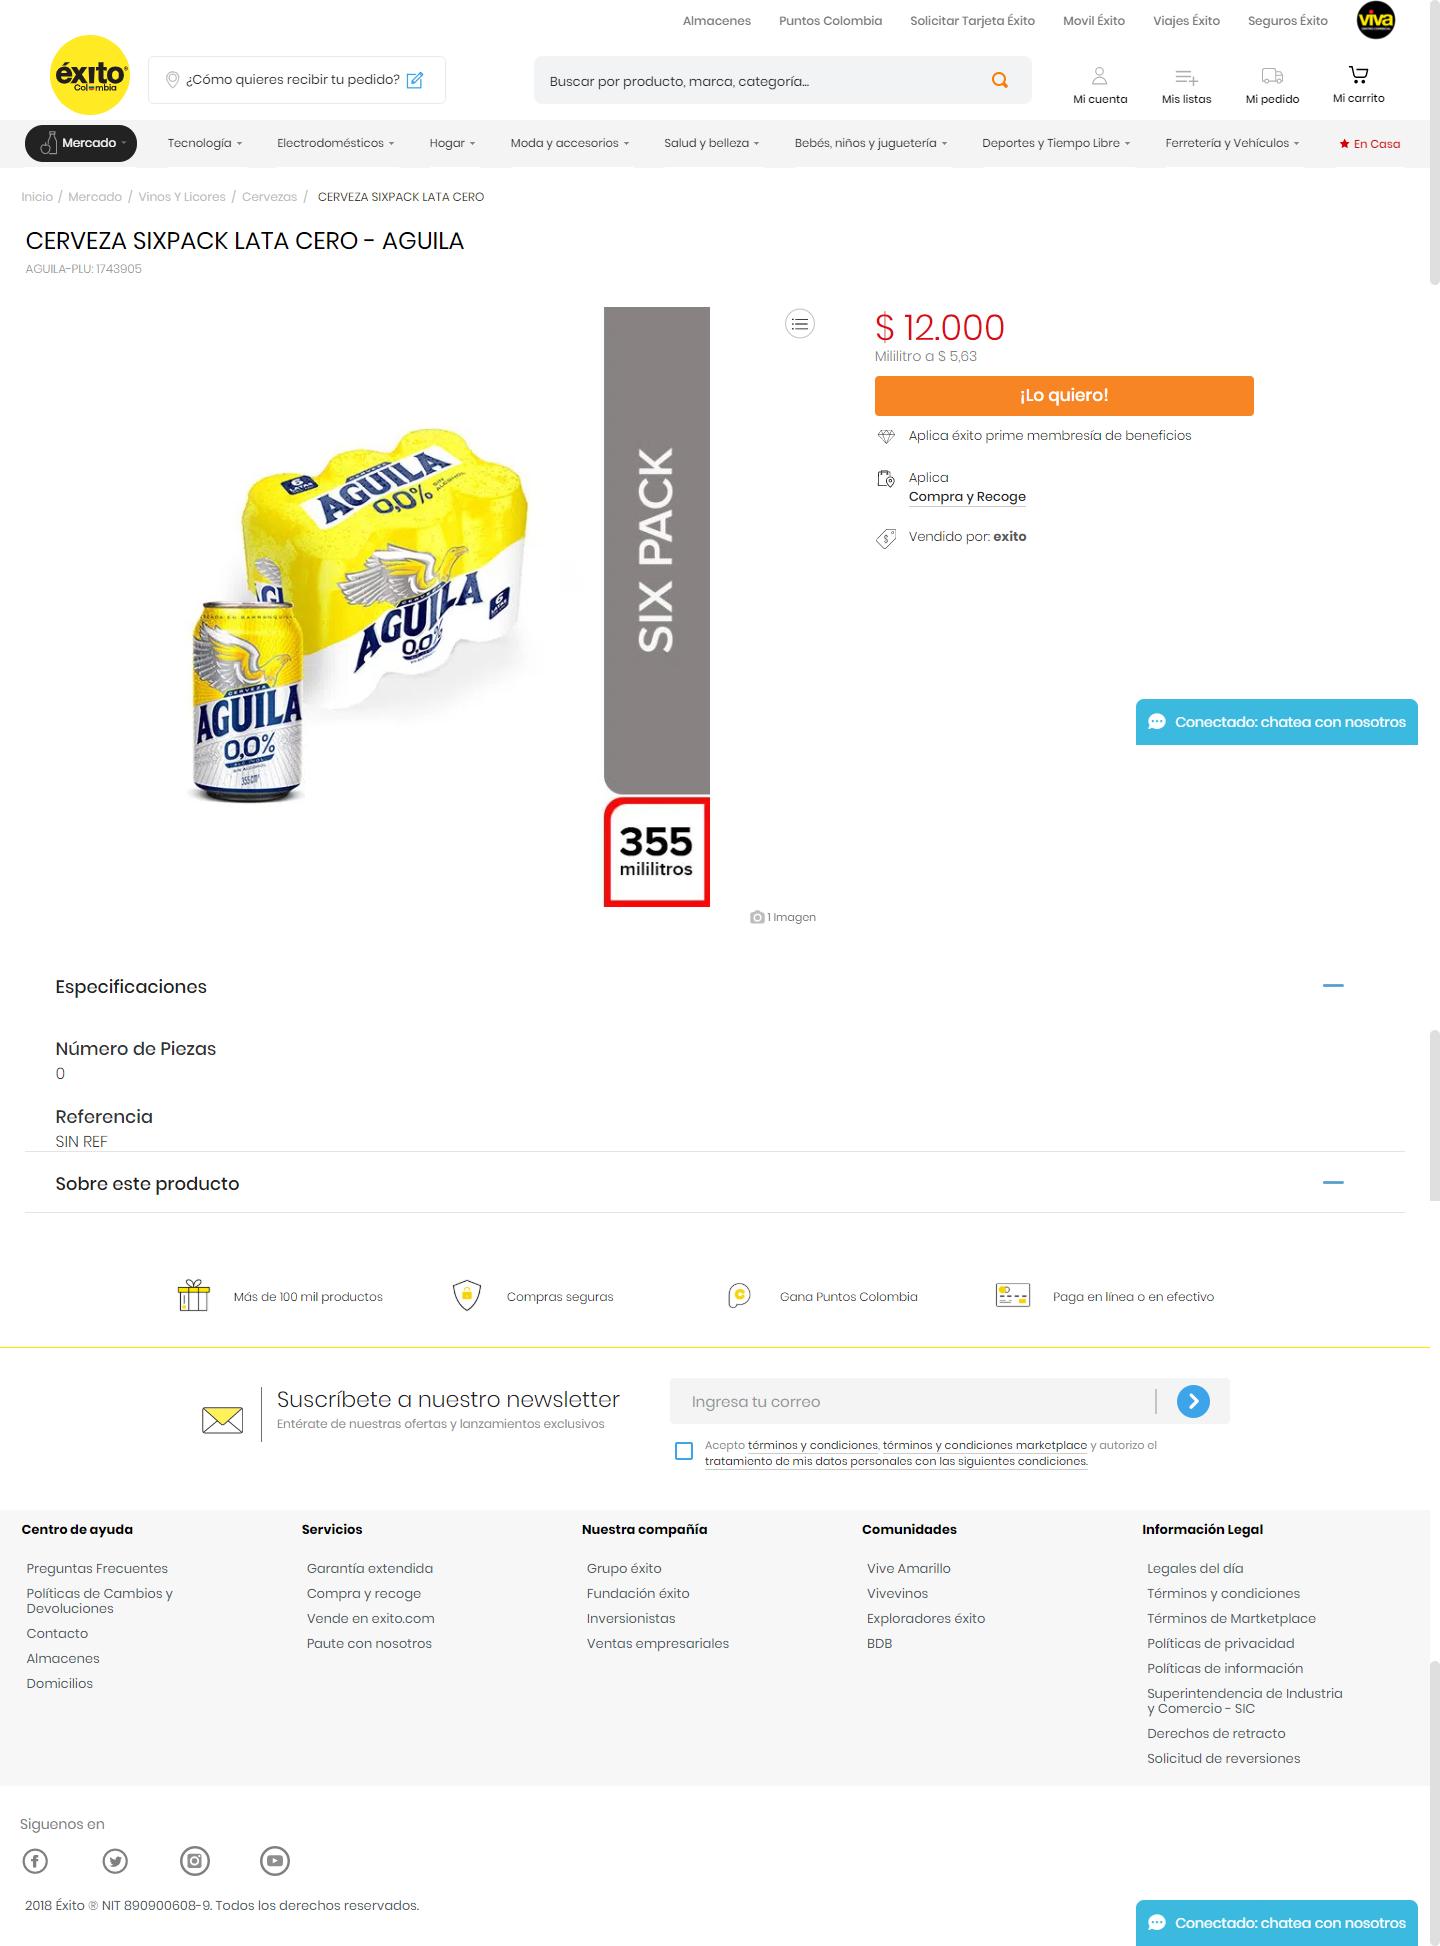 Almacenes Puntos Colombia Solicitar Tarjeta Éxito Movil Éxito Viajes Éxito Seguros Éxito viva
éxito
Colombia
¿Cómo quieres recibir tu pedido?
Buscar por producto, marca, categoría...
Mi cuenta Mis listas Mi pedido Mi carrito
Mercado Tecnología Electrodomésticos Hogar Moda y accesorios Salud y belleza Bebés, niños y juguetería Deportes y Tiempo Libre Ferretería y Vehículos En Casa
Inicio / Mercado / Vinos Y Licores / Cervezas / CERVEZA SIXPACK LATA CERO
CERVEZA SIXPACK LATA CERO - AGUILA
AGUILA-PLU: 1743905
$ 12.000
Mililitro a $ 5,63
¡Lo quiero!
Aplica éxito prime membresía de beneficios
Aplica
Compra y Recoge
Vendido por: exito
6
LATAS
CERVEZA
AGUILA
0,0%
SIN
ALCOHOL
AGUILA
0,0%
6
CERVEZA
AGUILA
0,0%
SIN ALCOHOL
355 cm³
SIX PACK
355
mililitros
1 Imagen
Conectado: chatea con nosotros
Especificaciones
Número de Piezas
0
Referencia
SIN REF
Sobre este producto
Más de 100 mil productos Compras seguras Gana Puntos Colombia Paga en línea o en efectivo
Suscríbete a nuestro newsletter
Entérate de nuestras ofertas y lanzamientos exclusivos
Ingresa tu correo
Acepto términos y condiciones, términos y condiciones marketplace y autorizo el
tratamiento de mis datos personales con las siguientes condiciones.
Centro de ayuda
Preguntas Frecuentes
Políticas de Cambios y
Devoluciones
Contacto
Almacenes
Domicilios
Servicios
Garantía extendida
Compra y recoge
Vende en exito.com
Paute con nosotros
Nuestra compañía
Grupo éxito
Fundación éxito
Inversionistas
Ventas empresariales
Comunidades
Vive Amarillo
Vivevinos
Exploradores éxito
BDB
Información Legal
Legales del día
Términos y condiciones
Términos de Martketplace
Políticas de privacidad
Políticas de información
Superintendencia de Industria
y Comercio - SIC
Derechos de retracto
Solicitud de reversiones
Siguenos en
2018 Éxito ® NIT 890900608-9. Todos los derechos reservados.
Conectado: chatea con nosotros